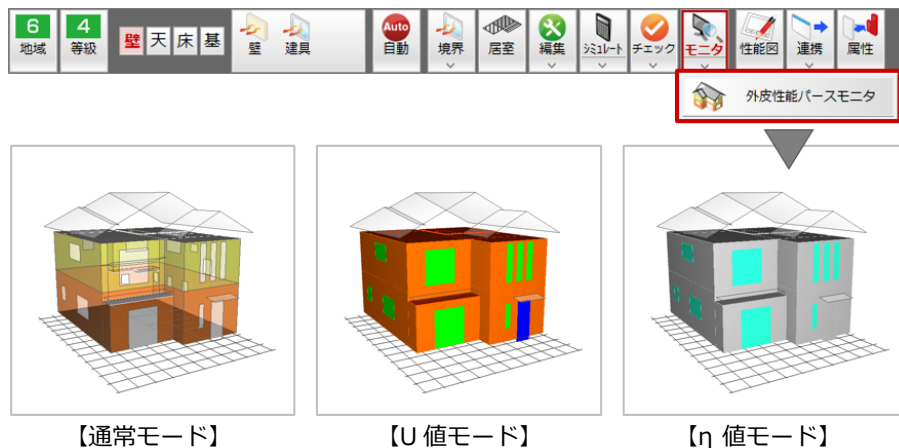 6 地域
4 等級
壁 天 床 基
壁
建具
Auto 自動
境界
居室
編集
ｼﾐｭﾚｰﾄ
チェック
モニタ
性能図
連携
属性
外皮性能パースモニタ
【通常モード】
【U 値モード】
【η 値モード】